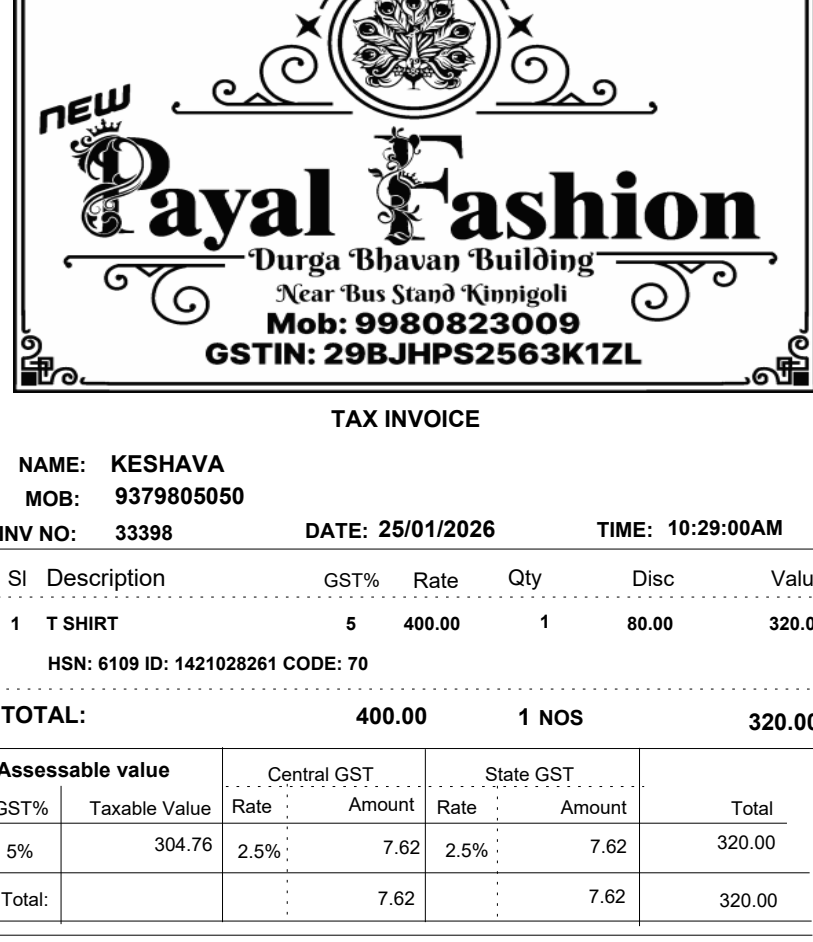 NEW
Payal Fashion
Durga Bhavan Building
Near Bus Stand Kinnigoli
Mob: 9980823009
GSTIN: 29BJHPS2563K1ZL
TAX INVOICE
NAME: KESHAVA
MOB: 9379805050
INV NO: 33398 DATE: 25/01/2026 TIME: 10:29:00AM
Sl Description GST% Rate Qty Disc Valu
1 T SHIRT 5 400.00 1 80.00 320.0
HSN: 6109 ID: 1421028261 CODE: 70
TOTAL: 400.00 1 NOS 320.00
Assessable value Central GST State GST
GST% Taxable Value Rate Amount Rate Amount Total
5% 304.76 2.5% 7.62 2.5% 7.62 320.00
Total: 7.62 7.62 320.00